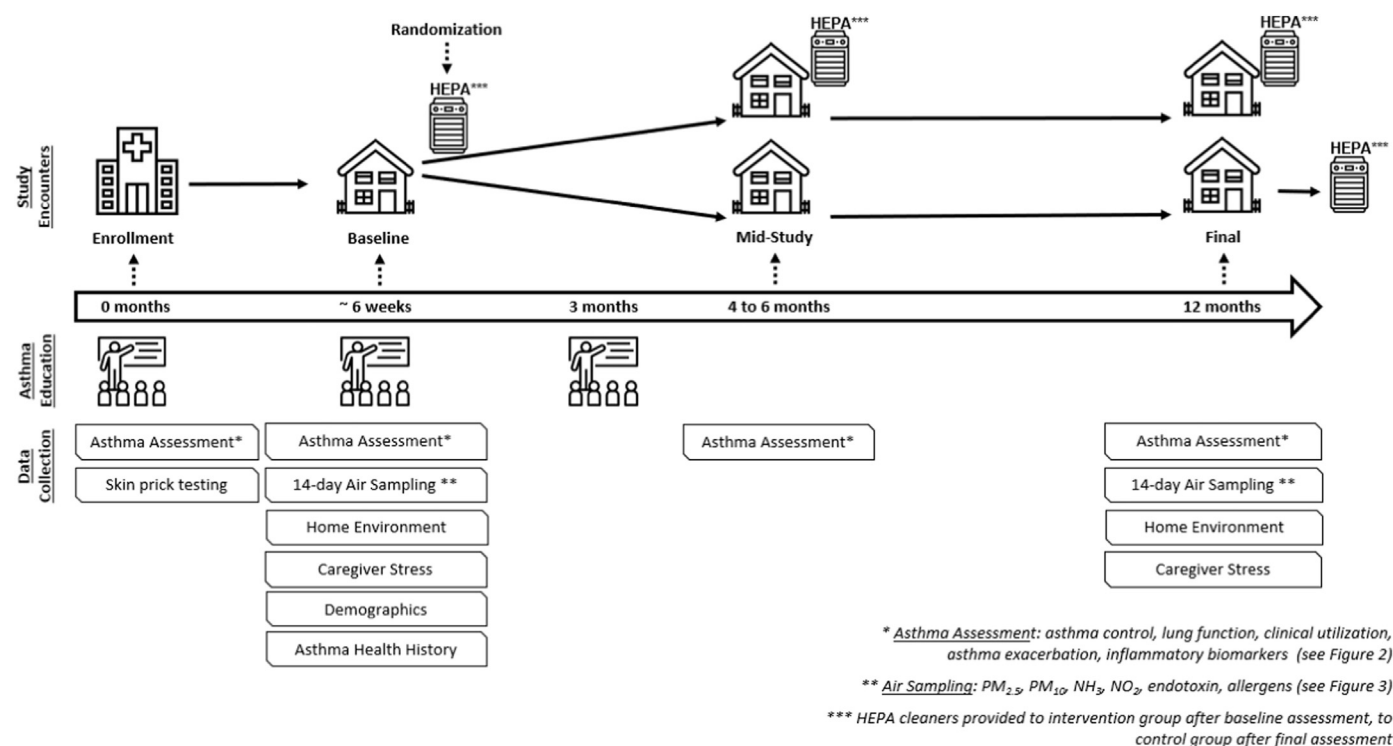 Randomization
HEPA***
HEPA***
HEPA***
HEPA***
Study
Encounters
Enrollment
Baseline
Mid-Study
Final
0 months
~ 6 weeks
3 months
4 to 6 months
12 months
Asthma
Education
Data
Collection
Asthma Assessment*
Skin prick testing
Asthma Assessment*
14-day Air Sampling **
Home Environment
Caregiver Stress
Demographics
Asthma Health History
Asthma Assessment*
Asthma Assessment*
14-day Air Sampling **
Home Environment
Caregiver Stress
* Asthma Assessment: asthma control, lung function, clinical utilization,
asthma exacerbation, inflammatory biomarkers (see Figure 2)
** Air Sampling: PM2.5, PM10, NH3, NO2, endotoxin, allergens (see Figure 3)
*** HEPA cleaners provided to intervention group after baseline assessment, to
control group after final assessment